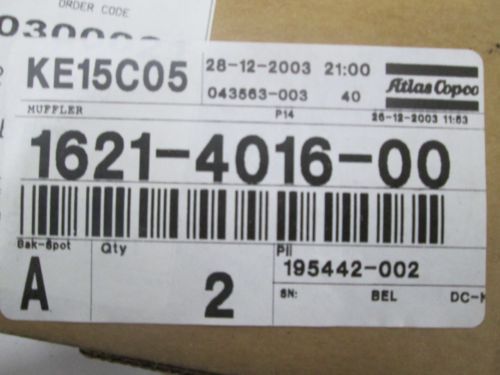 ORDER CODE
KE15C05
28-12-2003 21:00
043563-003 40
Atlas Copco
MUFFLER
P14
26-12-2003 11:53
1621-4016-00
Bak-Spot
Qty
Pll
195442-002
A
2
SN:
BEL